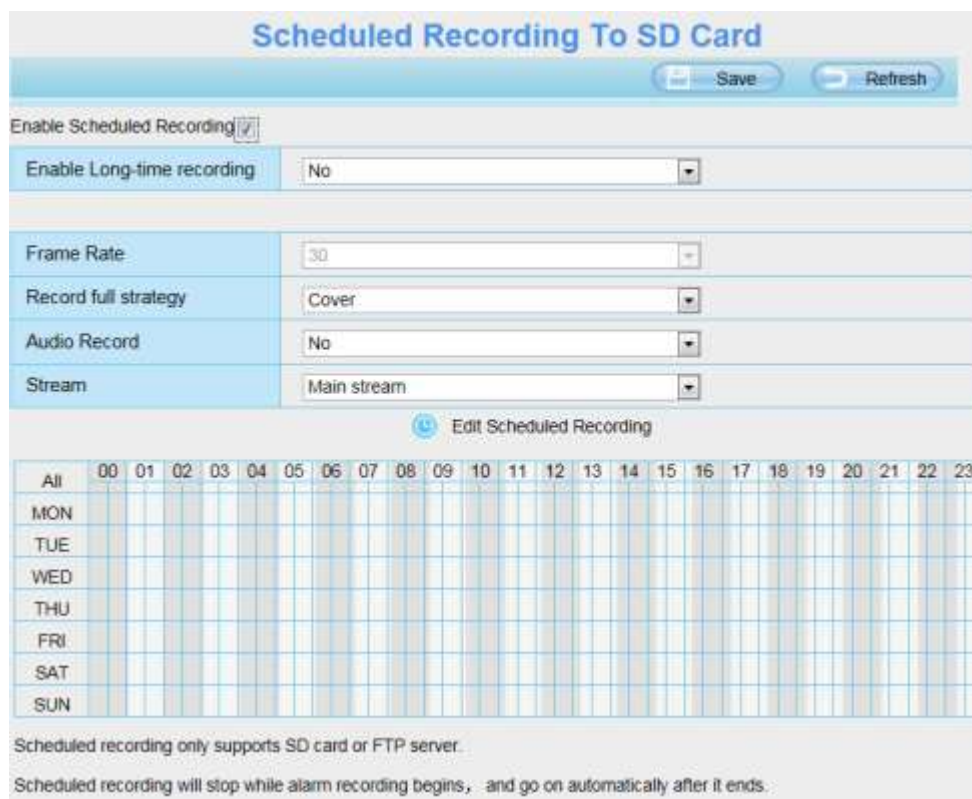 Scheduled Recording To SD Card
Save Refresh
Enable Scheduled Recording
Enable Long-time recording No
Frame Rate 30
Record full strategy Cover
Audio Record No
Stream Main stream
Edit Scheduled Recording
All 00 01 02 03 04 05 06 07 08 09 10 11 12 13 14 15 16 17 18 19 20 21 22 23
MON
TUE
WED
THU
FRI
SAT
SUN
Scheduled recording only supports SD card or FTP server.
Scheduled recording will stop while alarm recording begins， and go on automatically after it ends.